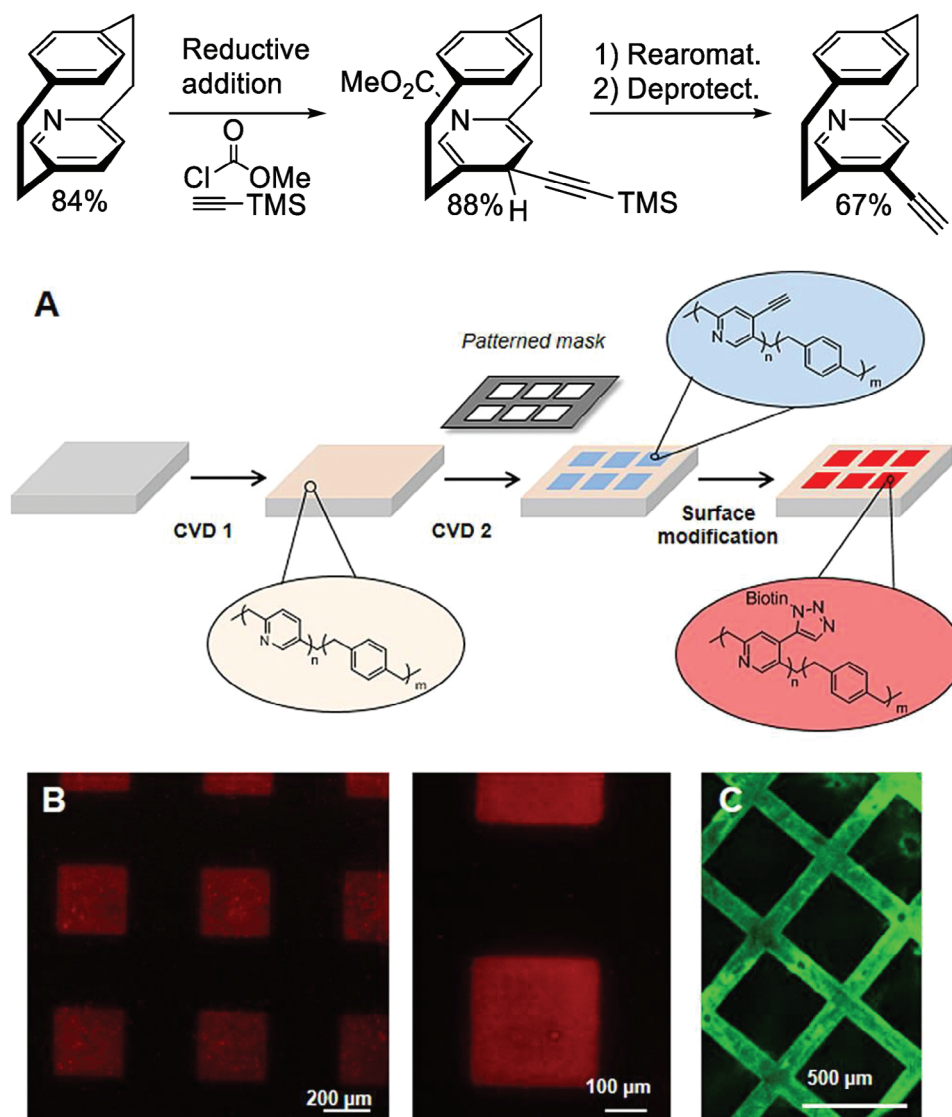 Reductive
addition
1) Rearomat.
2) Deprotect.
MeO2C
N
N
N
O
Cl
OMe
TMS
H
TMS
84%
88%
67%
A
Patterned mask
N
n
m
CVD 1
CVD 2
Surface
modification
N
n
m
Biotin
N
N
N
N
n
m
B
200 µm
100 µm
C
500 µm